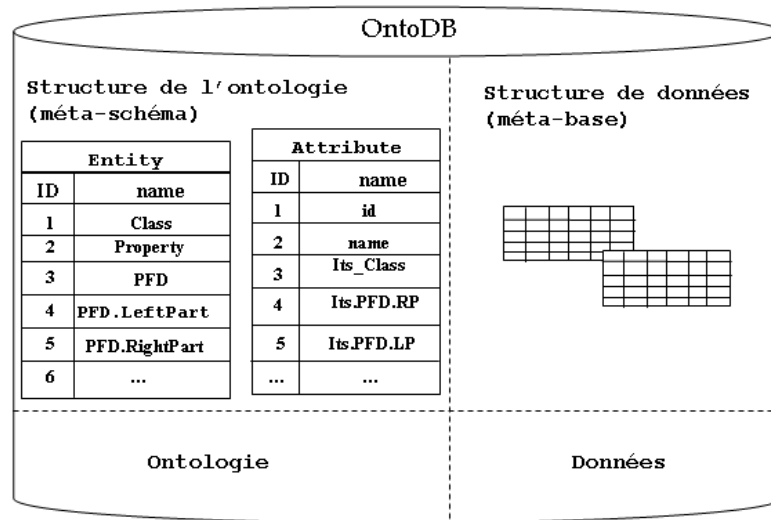 OntoDB
Structure de l'ontologie
(méta-schéma)
Entity
ID name
1 Class
2 Property
3 PFD
4 PFD.LeftPart
5 PFD.RightPart
6 ...
Attribute
ID name
1 id
2 name
3 Its_Class
4 Its.PFD.RP
5 Its.PFD.LP
... ...
Structure de données
(méta-base)
Ontologie
Données